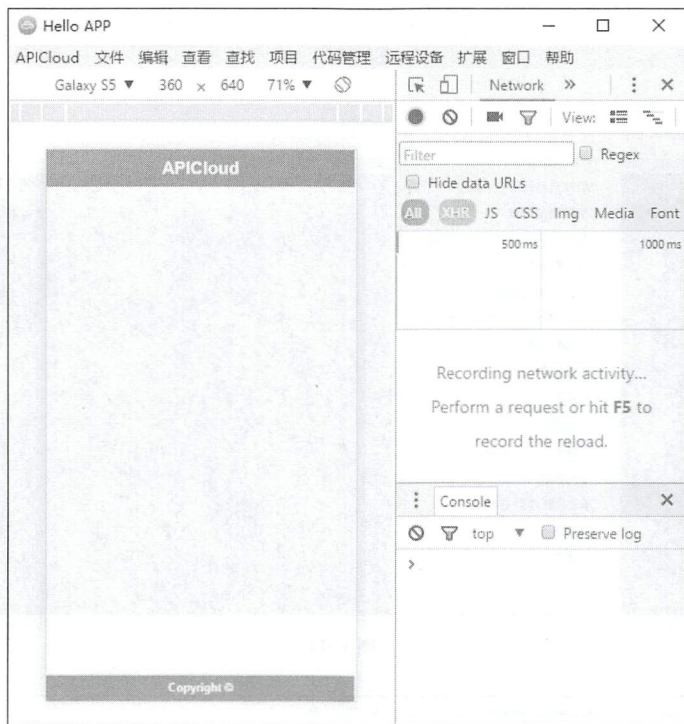 Hello APP
APICloud 文件 编辑 查看 查找 项目 代码管理 远程设备 扩展 窗口 帮助
Galaxy S5 ▼ 360 × 640 71% ▼
Network »
View:
Filter
Regex
Hide data URLs
All XHR JS CSS Img Media Font
500 ms 1000 ms
Recording network activity...
Perform a request or hit F5 to
record the reload.
Console
top ▼ Preserve log
>
APICloud
Copyright ©